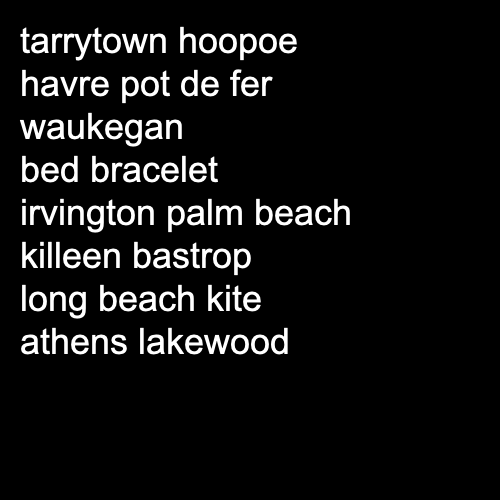 tarrytown hoopoe
havre pot de fer
waukegan
bed bracelet
irvington palm beach
killeen bastrop
long beach kite
athens lakewood